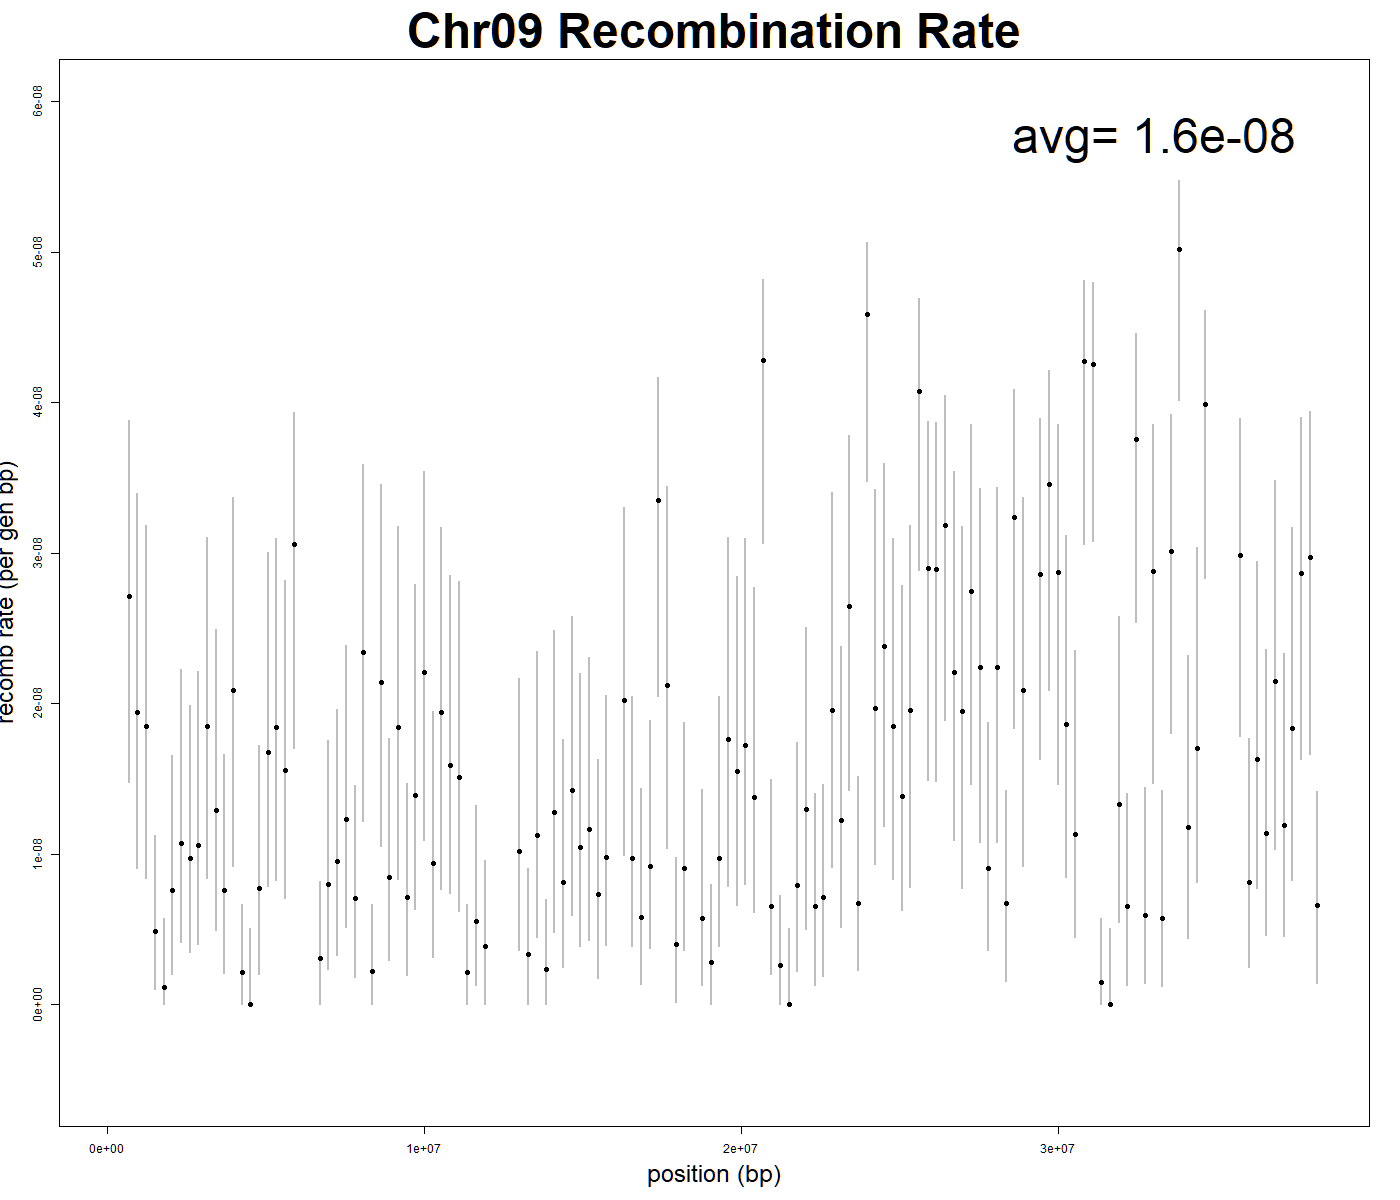 Chr09 Recombination Rate
avg= 1.6e-08
6e-08
5e-08
4e-08
3e-08
2e-08
1e-08
0e+00
recomb rate (per gen bp)
0e+00 1e+07 2e+07 3e+07
position (bp)